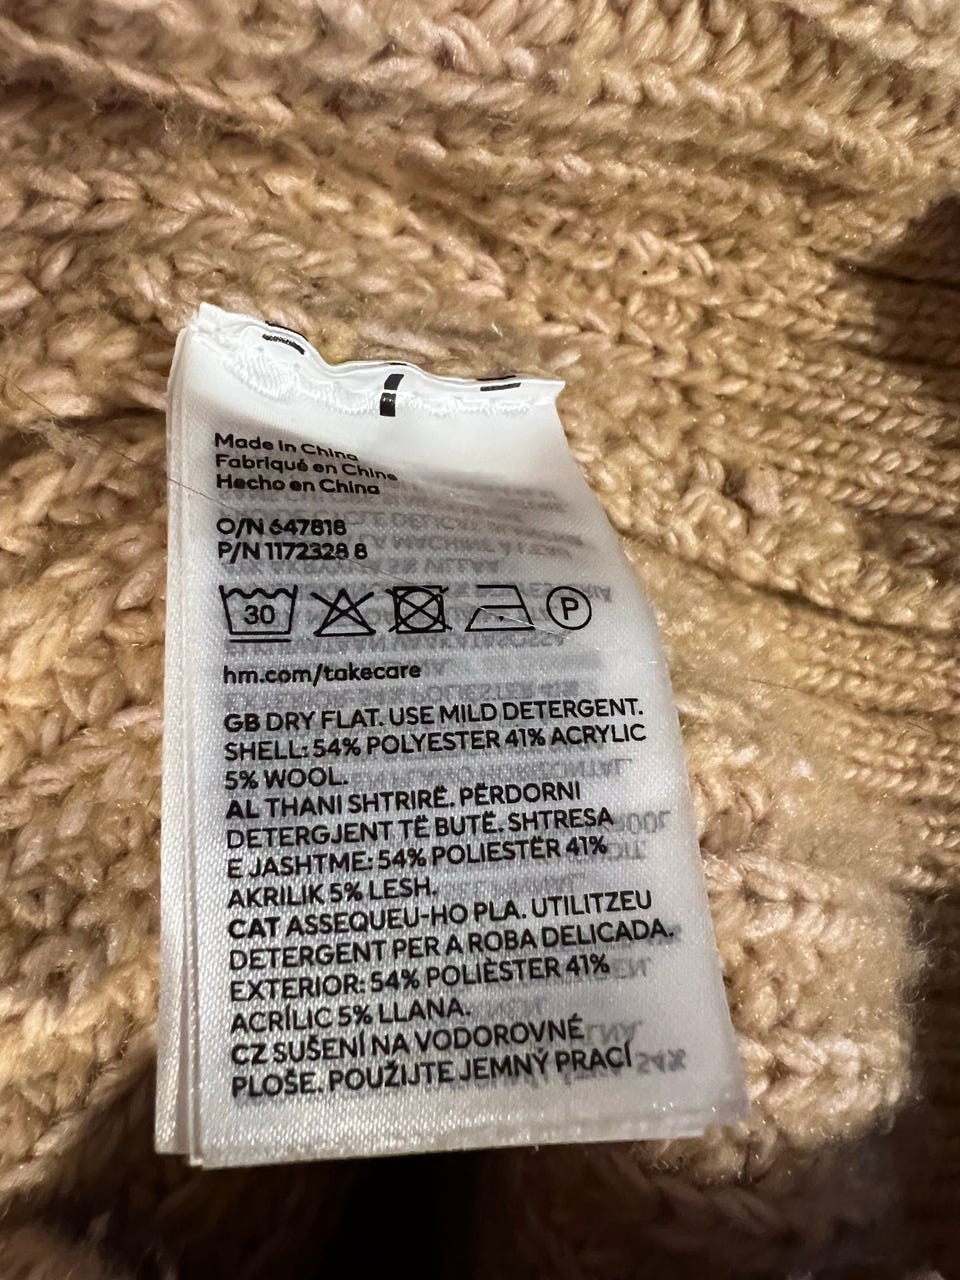 Made in China
Fabriqué en Chine
Hecho en China
O/N 647818
P/N 1172328 8
30 P
hm.com/takecare
GB DRY FLAT. USE MILD DETERGENT.
SHELL: 54% POLYESTER 41% ACRYLIC
5% WOOL.
AL THANI SHTRIRË. PËRDORNI
DETERGJENT TË BUTË. SHTRESA
E JASHTME: 54% POLIESTËR 41%
AKRILIK 5% LESH.
CAT ASSEQUEU-HO PLA. UTILITZEU
DETERGENT PER A ROBA DELICADA.
EXTERIOR: 54% POLIÈSTER 41%
ACRÍLIC 5% LLANA.
CZ SUŠENÍ NA VODOROVNÉ
PLOŠE. POUŽIJTE JEMNÝ PRACÍ